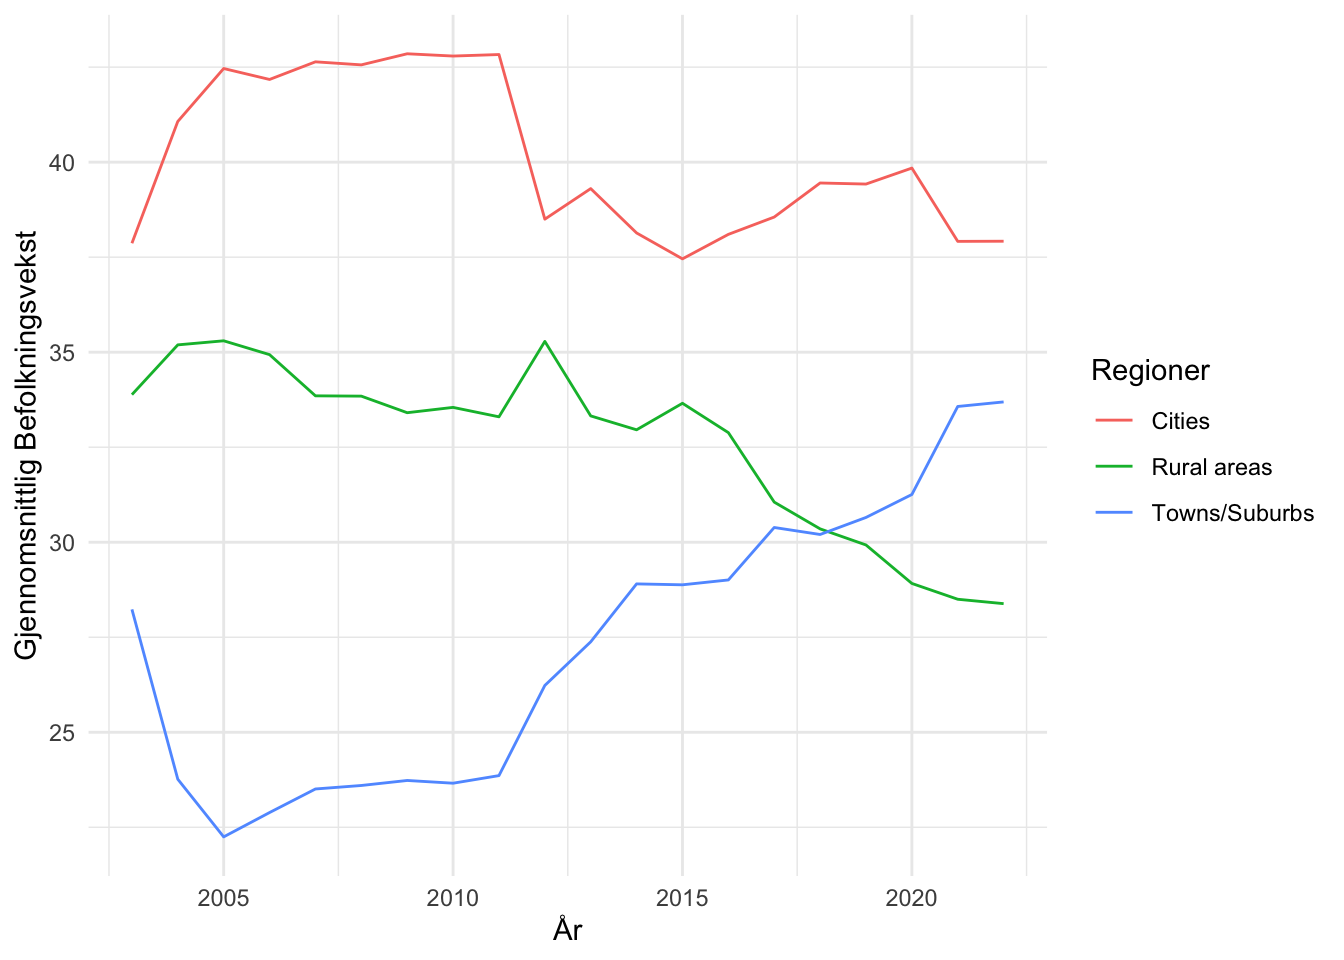 Gjennomsnittlig Befolkningsvekst
40
35
30
25
2005
2010
2015
2020
År
Regioner
Cities
Rural areas
Towns/Suburbs